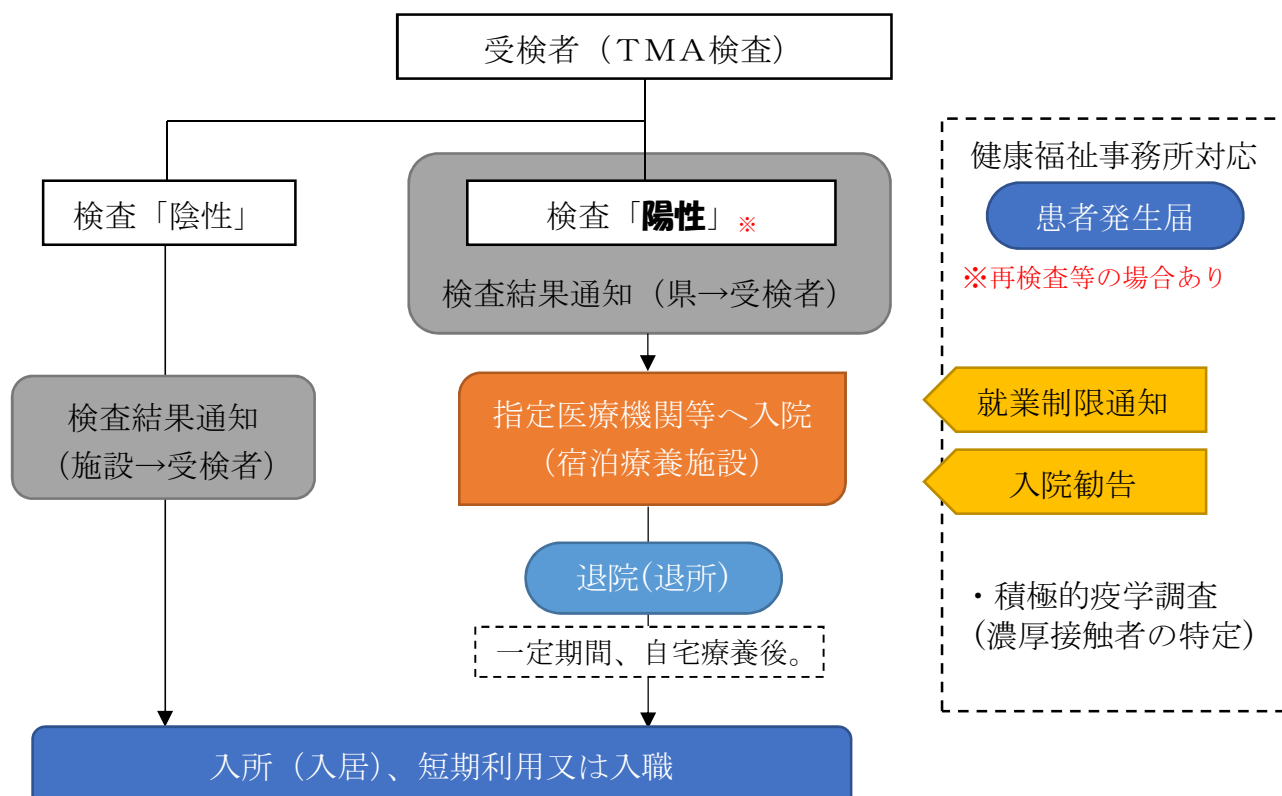 受検者（ＴＭＡ検査）
検査「陰性」
検査「陽性」※
検査結果通知（県→受検者）
検査結果通知
(施設→受検者)
指定医療機関等へ入院
（宿泊療養施設）
退院(退所)
一定期間、自宅療養後。
入所（入居）、短期利用又は入職
健康福祉事務所対応
患者発生届
※再検査等の場合あり
就業制限通知
入院勧告
・積極的疫学調査
(濃厚接触者の特定)